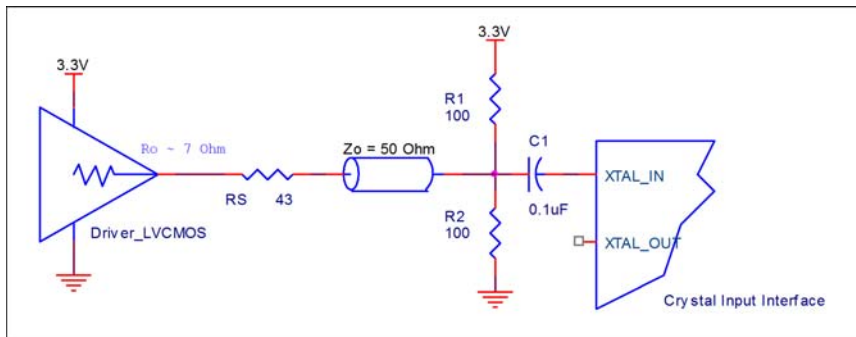 3.3V
3.3V
R1
100
Ro ~ 7 Ohm
Zo = 50 Ohm
C1
XTAL_IN
RS 43
0.1uF
R2
100
XTAL_OUT
Driver_LVCMOS
Crystal Input Interface